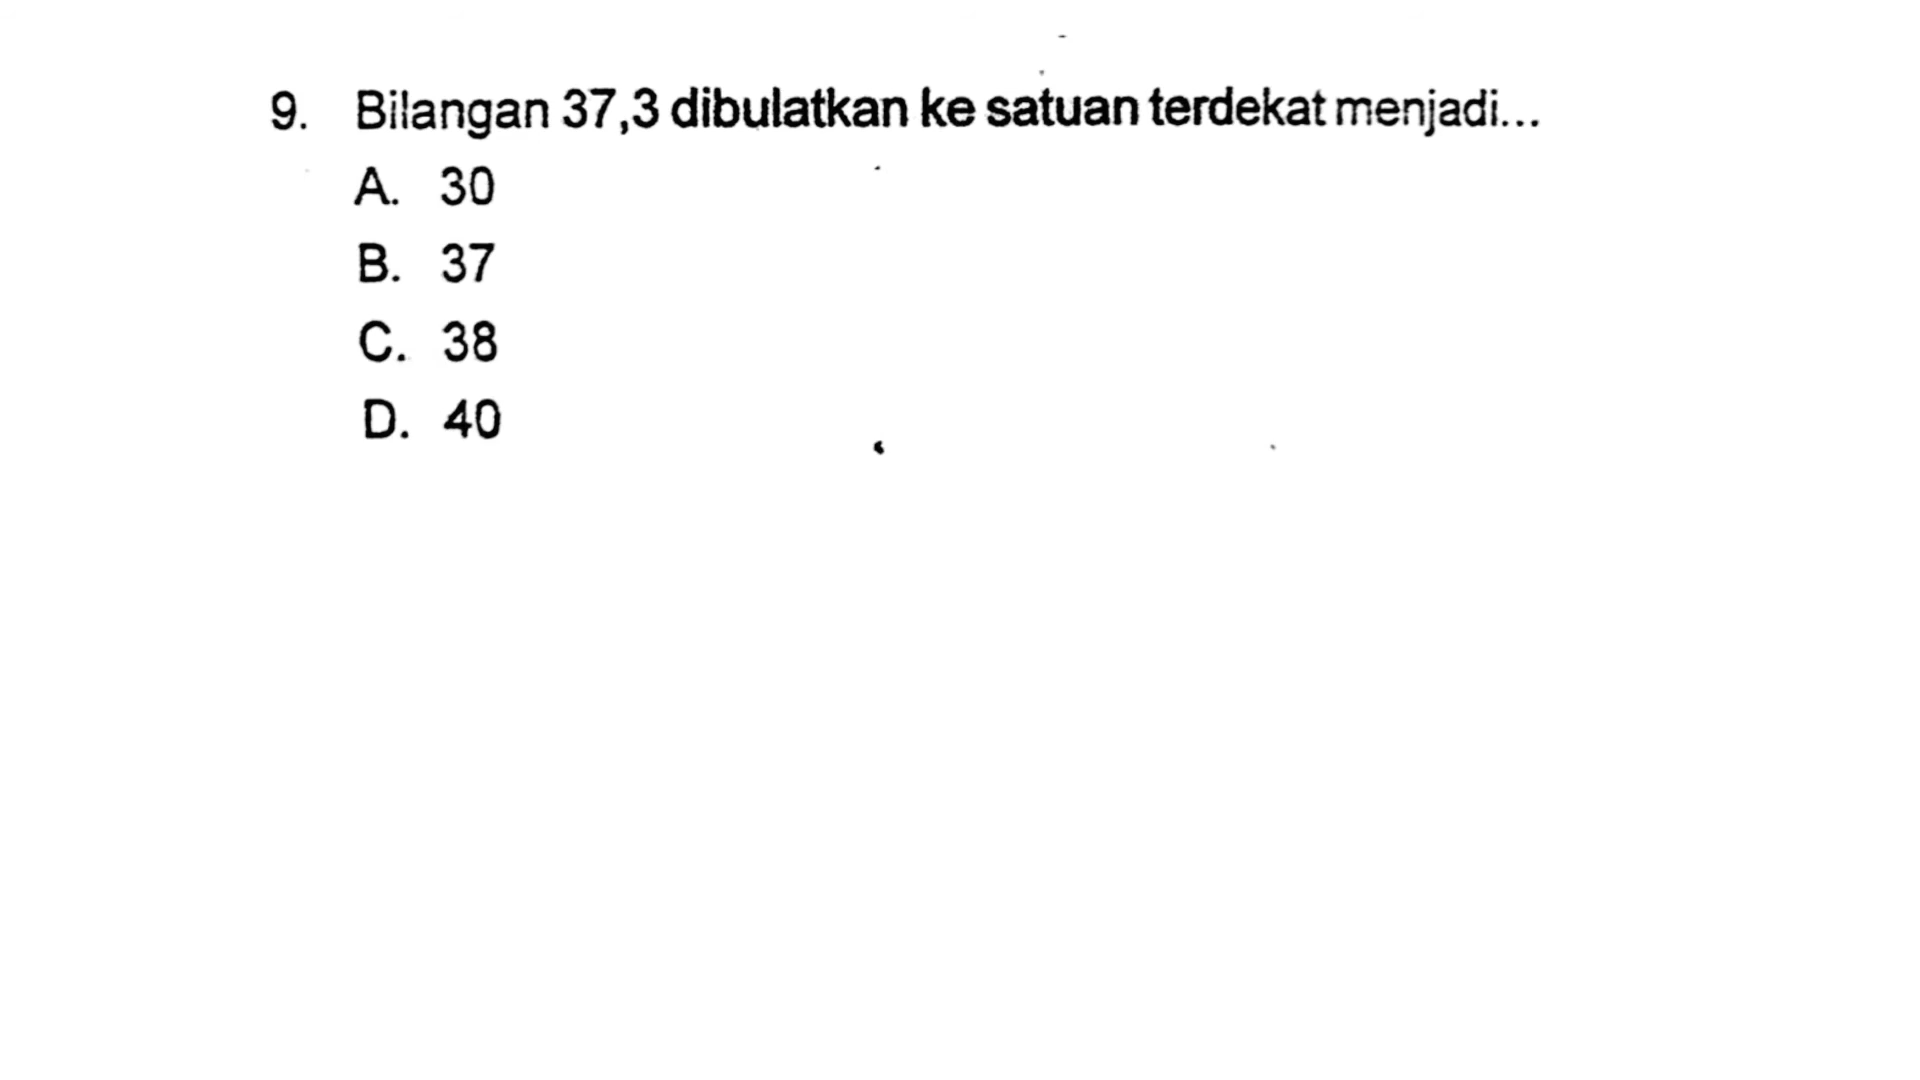 9. Bilangan 37,3 dibulatkan ke satuan terdekat menjadi...
A. 30
B. 37
C. 38
D. 40